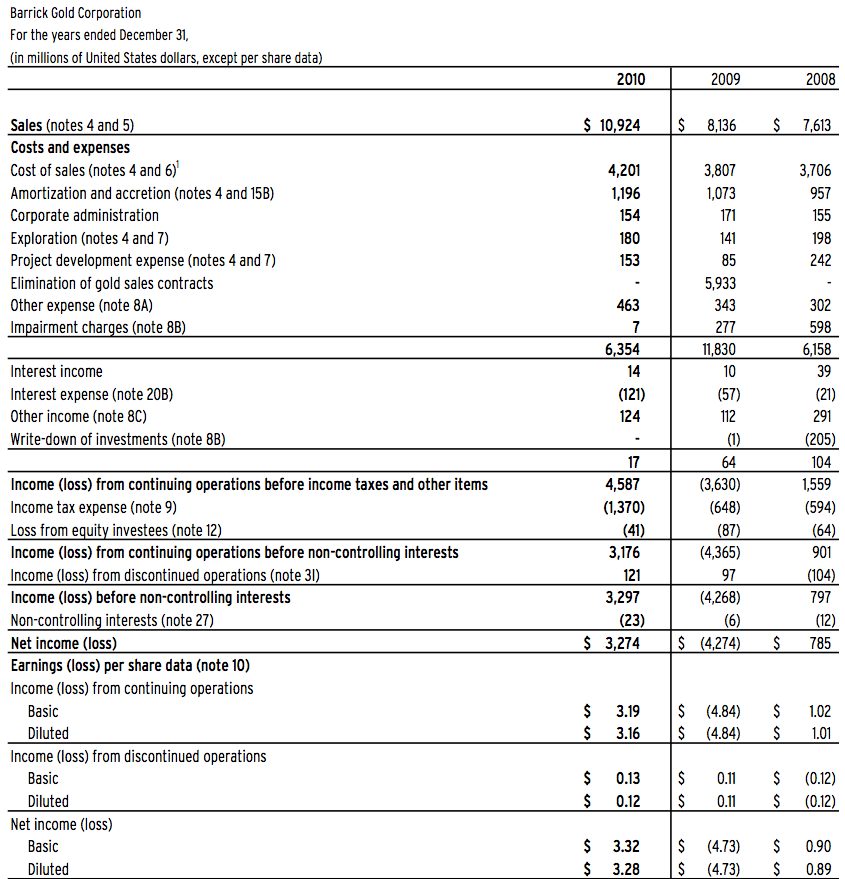 Barrick Gold Corporation
For the years ended December 31,
(in millions of United States dollars, except per share data)
2010 2009 2008
Sales (notes 4 and 5) $ 10,924 $ 8,136 $ 7,613
Costs and expenses
Cost of sales (notes 4 and 6)1 4,201 3,807 3,706
Amortization and accretion (notes 4 and 15B) 1,196 1,073 957
Corporate administration 154 171 155
Exploration (notes 4 and 7) 180 141 198
Project development expense (notes 4 and 7) 153 85 242
Elimination of gold sales contracts - 5,933 -
Other expense (note 8A) 463 343 302
Impairment charges (note 8B) 7 277 598
6,354 11,830 6,158
Interest income 14 10 39
Interest expense (note 20B) (121) (57) (21)
Other income (note 8C) 124 112 291
Write-down of investments (note 8B) - (1) (205)
17 64 104
Income (loss) from continuing operations before income taxes and other items 4,587 (3,630) 1,559
Income tax expense (note 9) (1,370) (648) (594)
Loss from equity investees (note 12) (41) (87) (64)
Income (loss) from continuing operations before non-controlling interests 3,176 (4,365) 901
Income (loss) from discontinued operations (note 3I) 121 97 (104)
Income (loss) before non-controlling interests 3,297 (4,268) 797
Non-controlling interests (note 27) (23) (6) (12)
Net income (loss) $ 3,274 $ (4,274) $ 785
Earnings (loss) per share data (note 10)
Income (loss) from continuing operations
Basic $ 3.19 $ (4.84) $ 1.02
Diluted $ 3.16 $ (4.84) $ 1.01
Income (loss) from discontinued operations
Basic $ 0.13 $ 0.11 $ (0.12)
Diluted $ 0.12 $ 0.11 $ (0.12)
Net income (loss)
Basic $ 3.32 $ (4.73) $ 0.90
Diluted $ 3.28 $ (4.73) $ 0.89